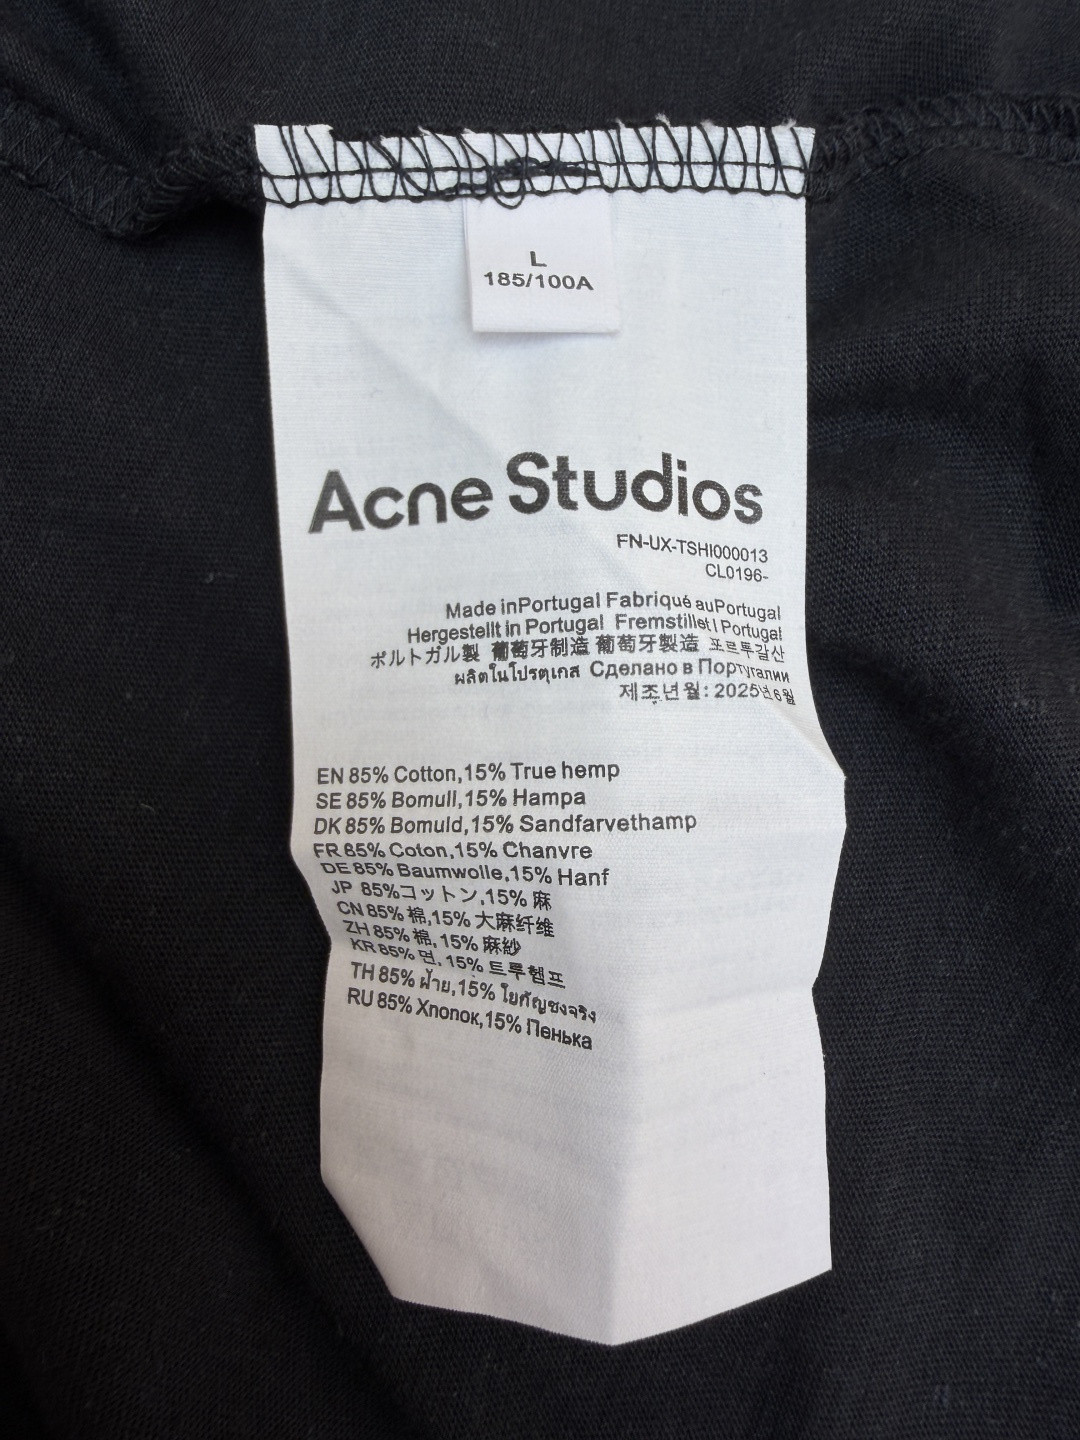 L
185/100A
Acne Studios
FN-UX-TSHI000013
CL0196-
Made inPortugal Fabriqué auPortugal
Hergestellt in Portugal Fremstillet I Portugal
ポルトガル製 葡萄牙制造 葡萄牙製造 포르투갈산
ผลิตในโปรตุเกส Сделано в Португалии
제조년월: 2025년6월
EN 85% Cotton,15% True hemp
SE 85% Bomull,15% Hampa
DK 85% Bomuld,15% Sandfarvethamp
FR 85% Coton,15% Chanvre
DE 85% Baumwolle,15% Hanf
JP 85%コットン,15% 麻
CN 85% 棉,15% 大麻纤维
ZH 85% 棉, 15% 麻紗
KR 85% 면, 15% 트루헴프
TH 85% ฝ้าย,15% ใยกัญชงจริง
RU 85% Хлопок,15% Пенька